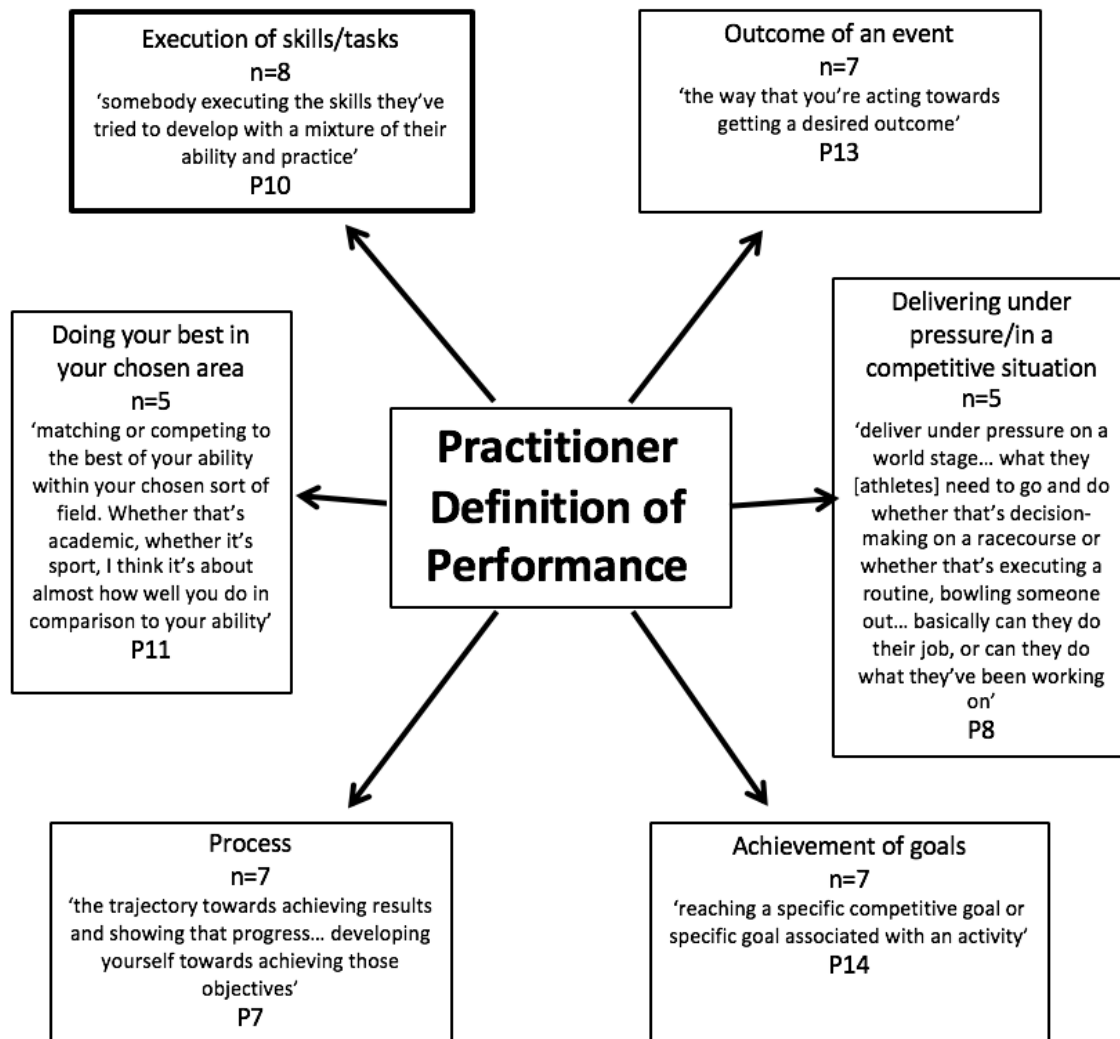 Execution of skills/tasks
n=8
‘somebody executing the skills they’ve
tried to develop with a mixture of their
ability and practice’
P10
Outcome of an event
n=7
‘the way that you’re acting towards
getting a desired outcome’
P13
Doing your best in
your chosen area
n=5
‘matching or competing to
the best of your ability
within your chosen sort of
field. Whether that’s
academic, whether it’s
sport, I think it’s about
almost how well you do in
comparison to your ability’
P11
Practitioner
Definition of
Performance
Delivering under
pressure/in a
competitive situation
n=5
‘deliver under pressure on a
world stage... what they
[athletes] need to go and do
whether that’s decision-
making on a racecourse or
whether that’s executing a
routine, bowling someone
out... basically can they do
their job, or can they do
what they’ve been working
on’
P8
Process
n=7
‘the trajectory towards achieving results
and showing that progress... developing
yourself towards achieving those
objectives’
P7
Achievement of goals
n=7
‘reaching a specific competitive goal or
specific goal associated with an activity’
P14